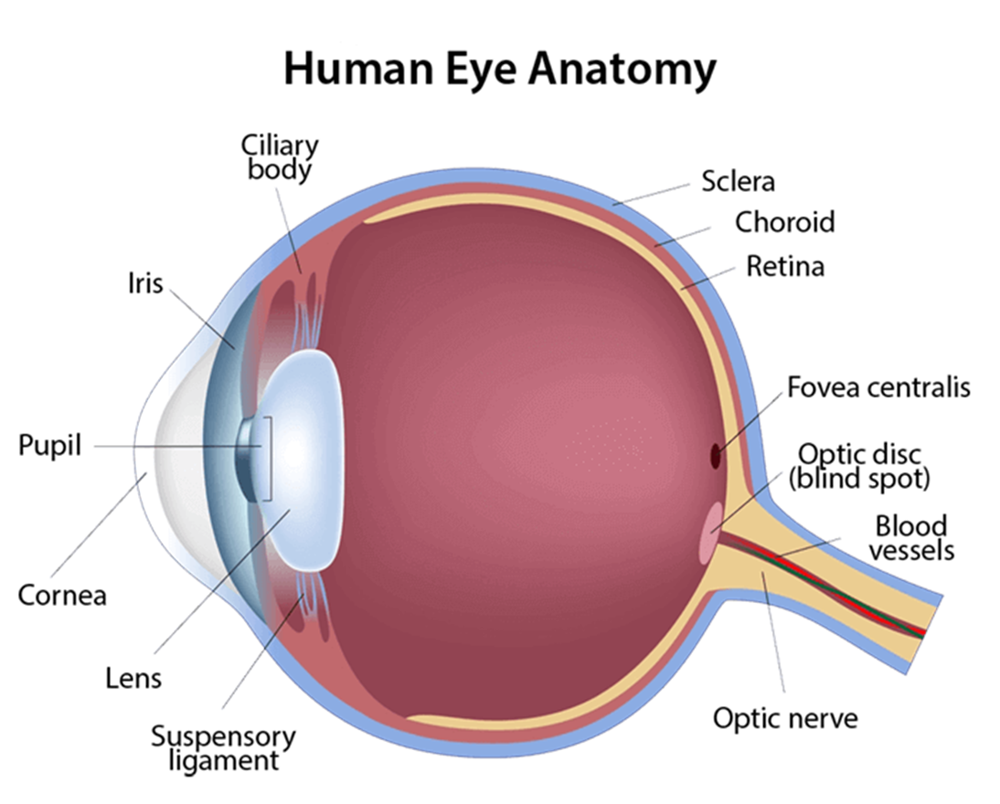 Human Eye Anatomy
Ciliary
body
Sclera
Choroid
Retina
Iris
Fovea centralis
Pupil
Optic disc
(blind spot)
Blood
vessels
Cornea
Lens
Optic nerve
Suspensory
ligament